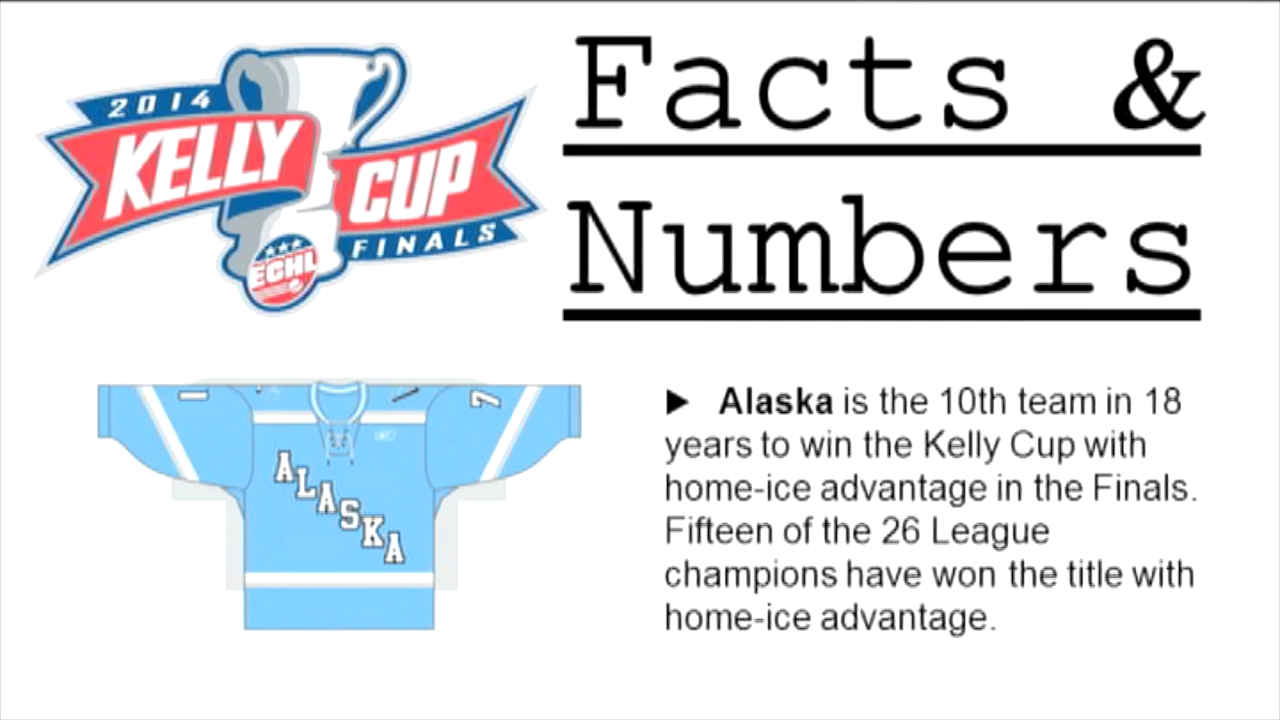 2014
KELLY
CUP
FINALS
ECHL
Facts &
Numbers
ALASKA
► Alaska is the 10th team in 18
years to win the Kelly Cup with
home-ice advantage in the Finals.
Fifteen of the 26 League
champions have won the title with
home-ice advantage.